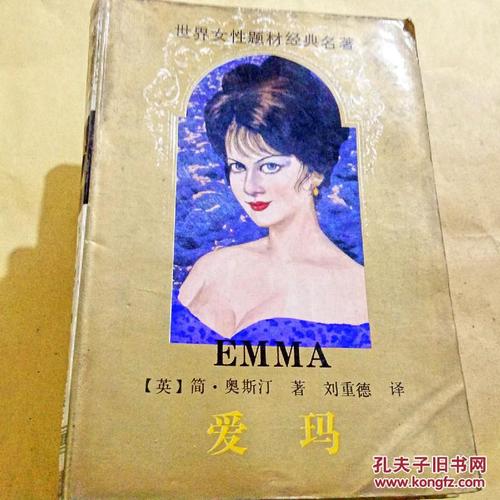 世界女性题材经典名著
EMMA
【英】简·奥斯汀 著 刘重德 译
爱玛
孔夫子旧书网
www.kongfz.com